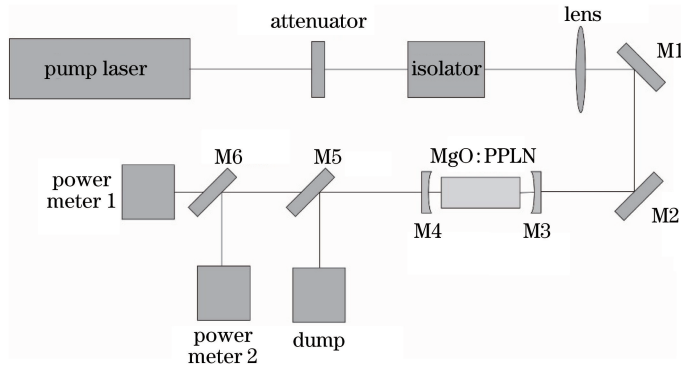 lens
attenuator
M1
pump laser
isolator
M6
M5
MgO:PPLN
power
meter 1
M2
M4
M3
power
meter 2
dump